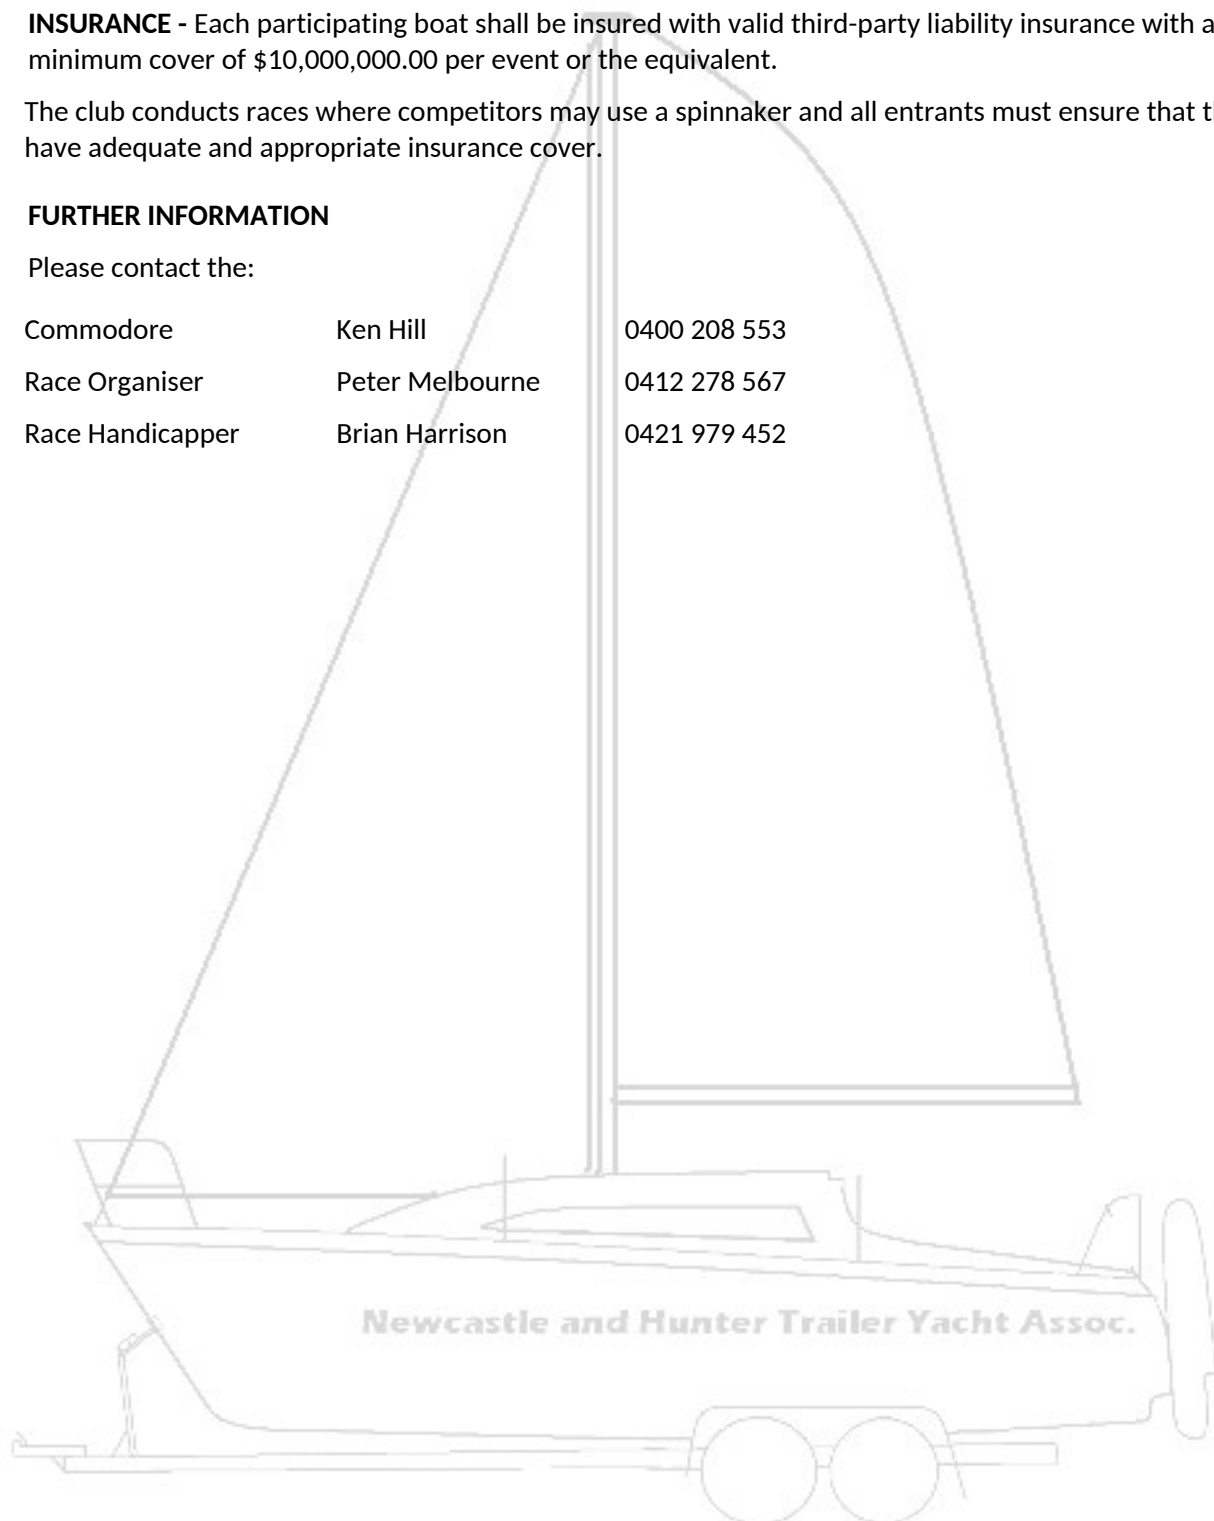 INSURANCE - Each participating boat shall be insured with valid third-party liability insurance with a
minimum cover of $10,000,000.00 per event or the equivalent.
The club conducts races where competitors may use a spinnaker and all entrants must ensure that
have adequate and appropriate insurance cover.
FURTHER INFORMATION
Please contact the:
Commodore Ken Hill 0400 208 553
Race Organiser Peter Melbourne 0412 278 567
Race Handicapper Brian Harrison 0421 979 452
Newcastle and Hunter Trailer Yacht Assoc.